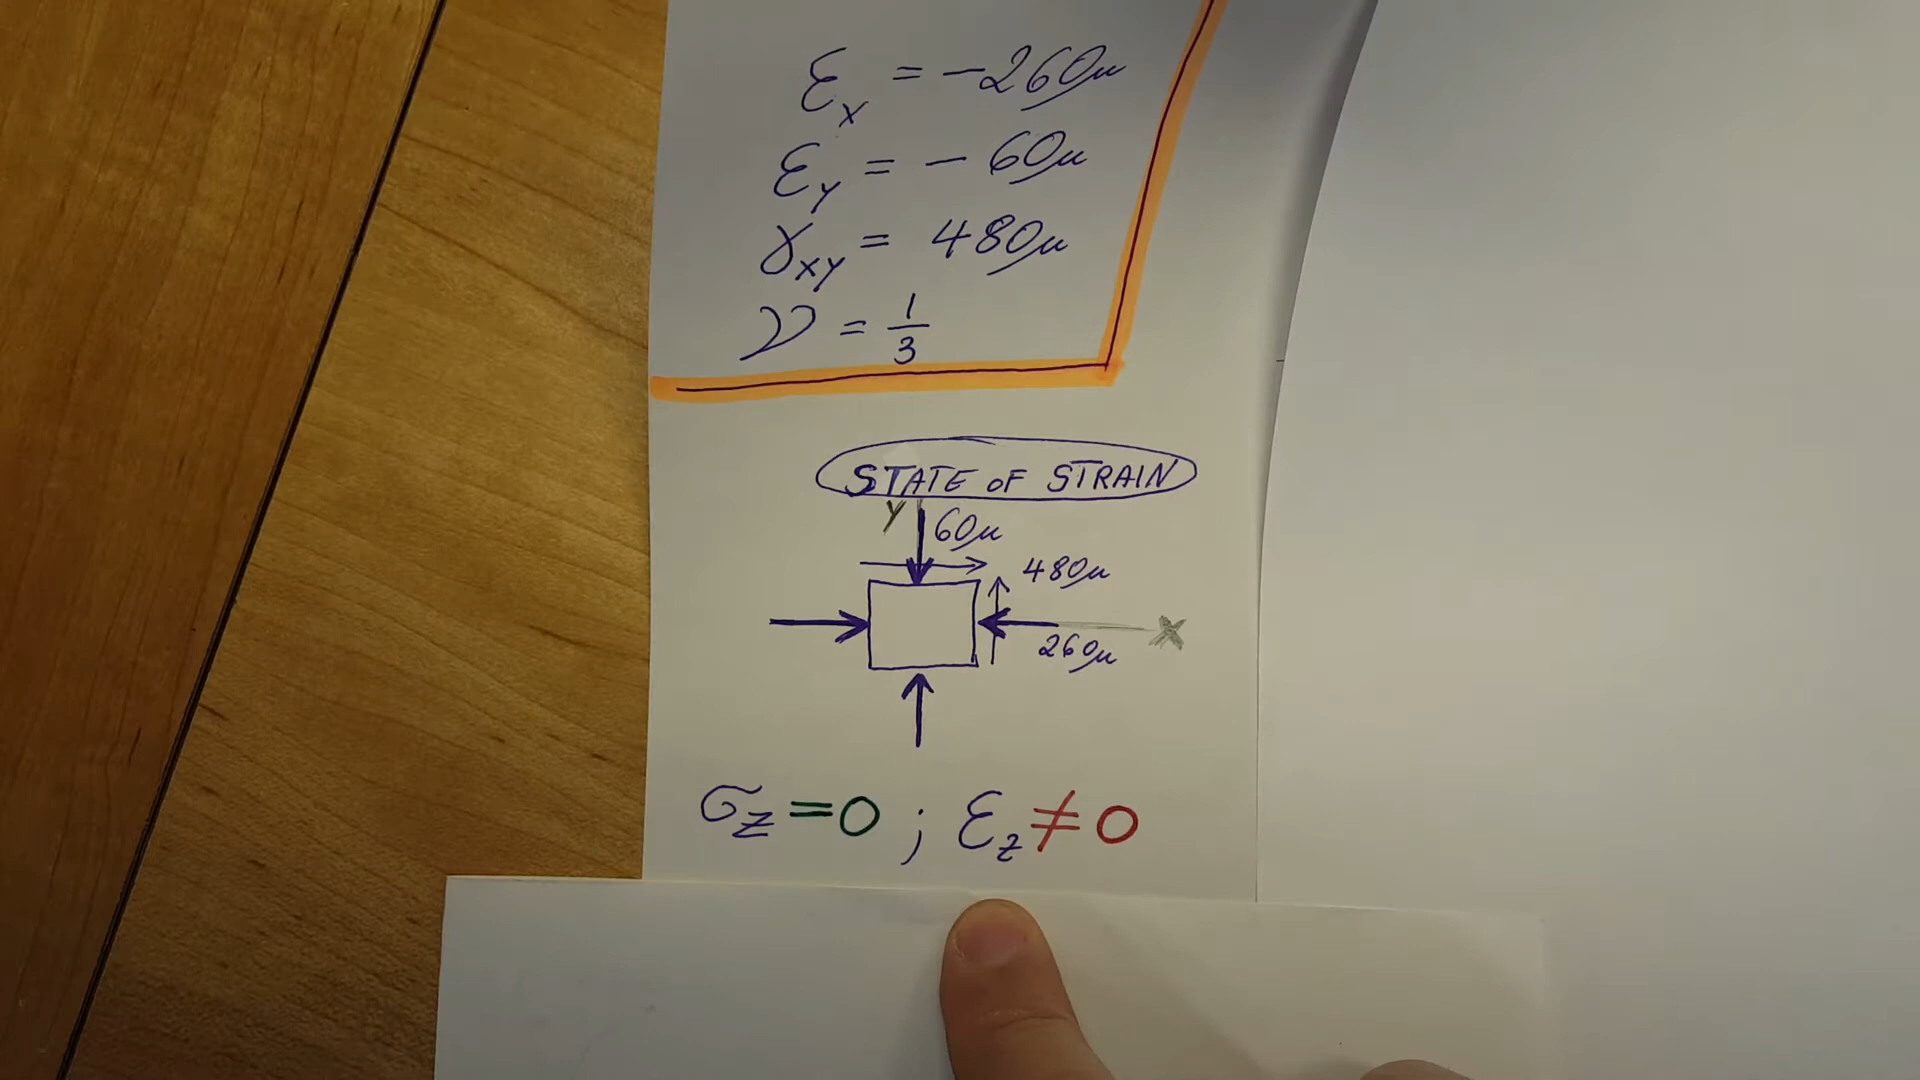 εx = -260μ
εy = - 60μ
γxy = 480μ
ν = 1/3
STATE OF STRAIN
y
60μ
480μ
x
260μ
σz = 0 ; εz ≠ 0